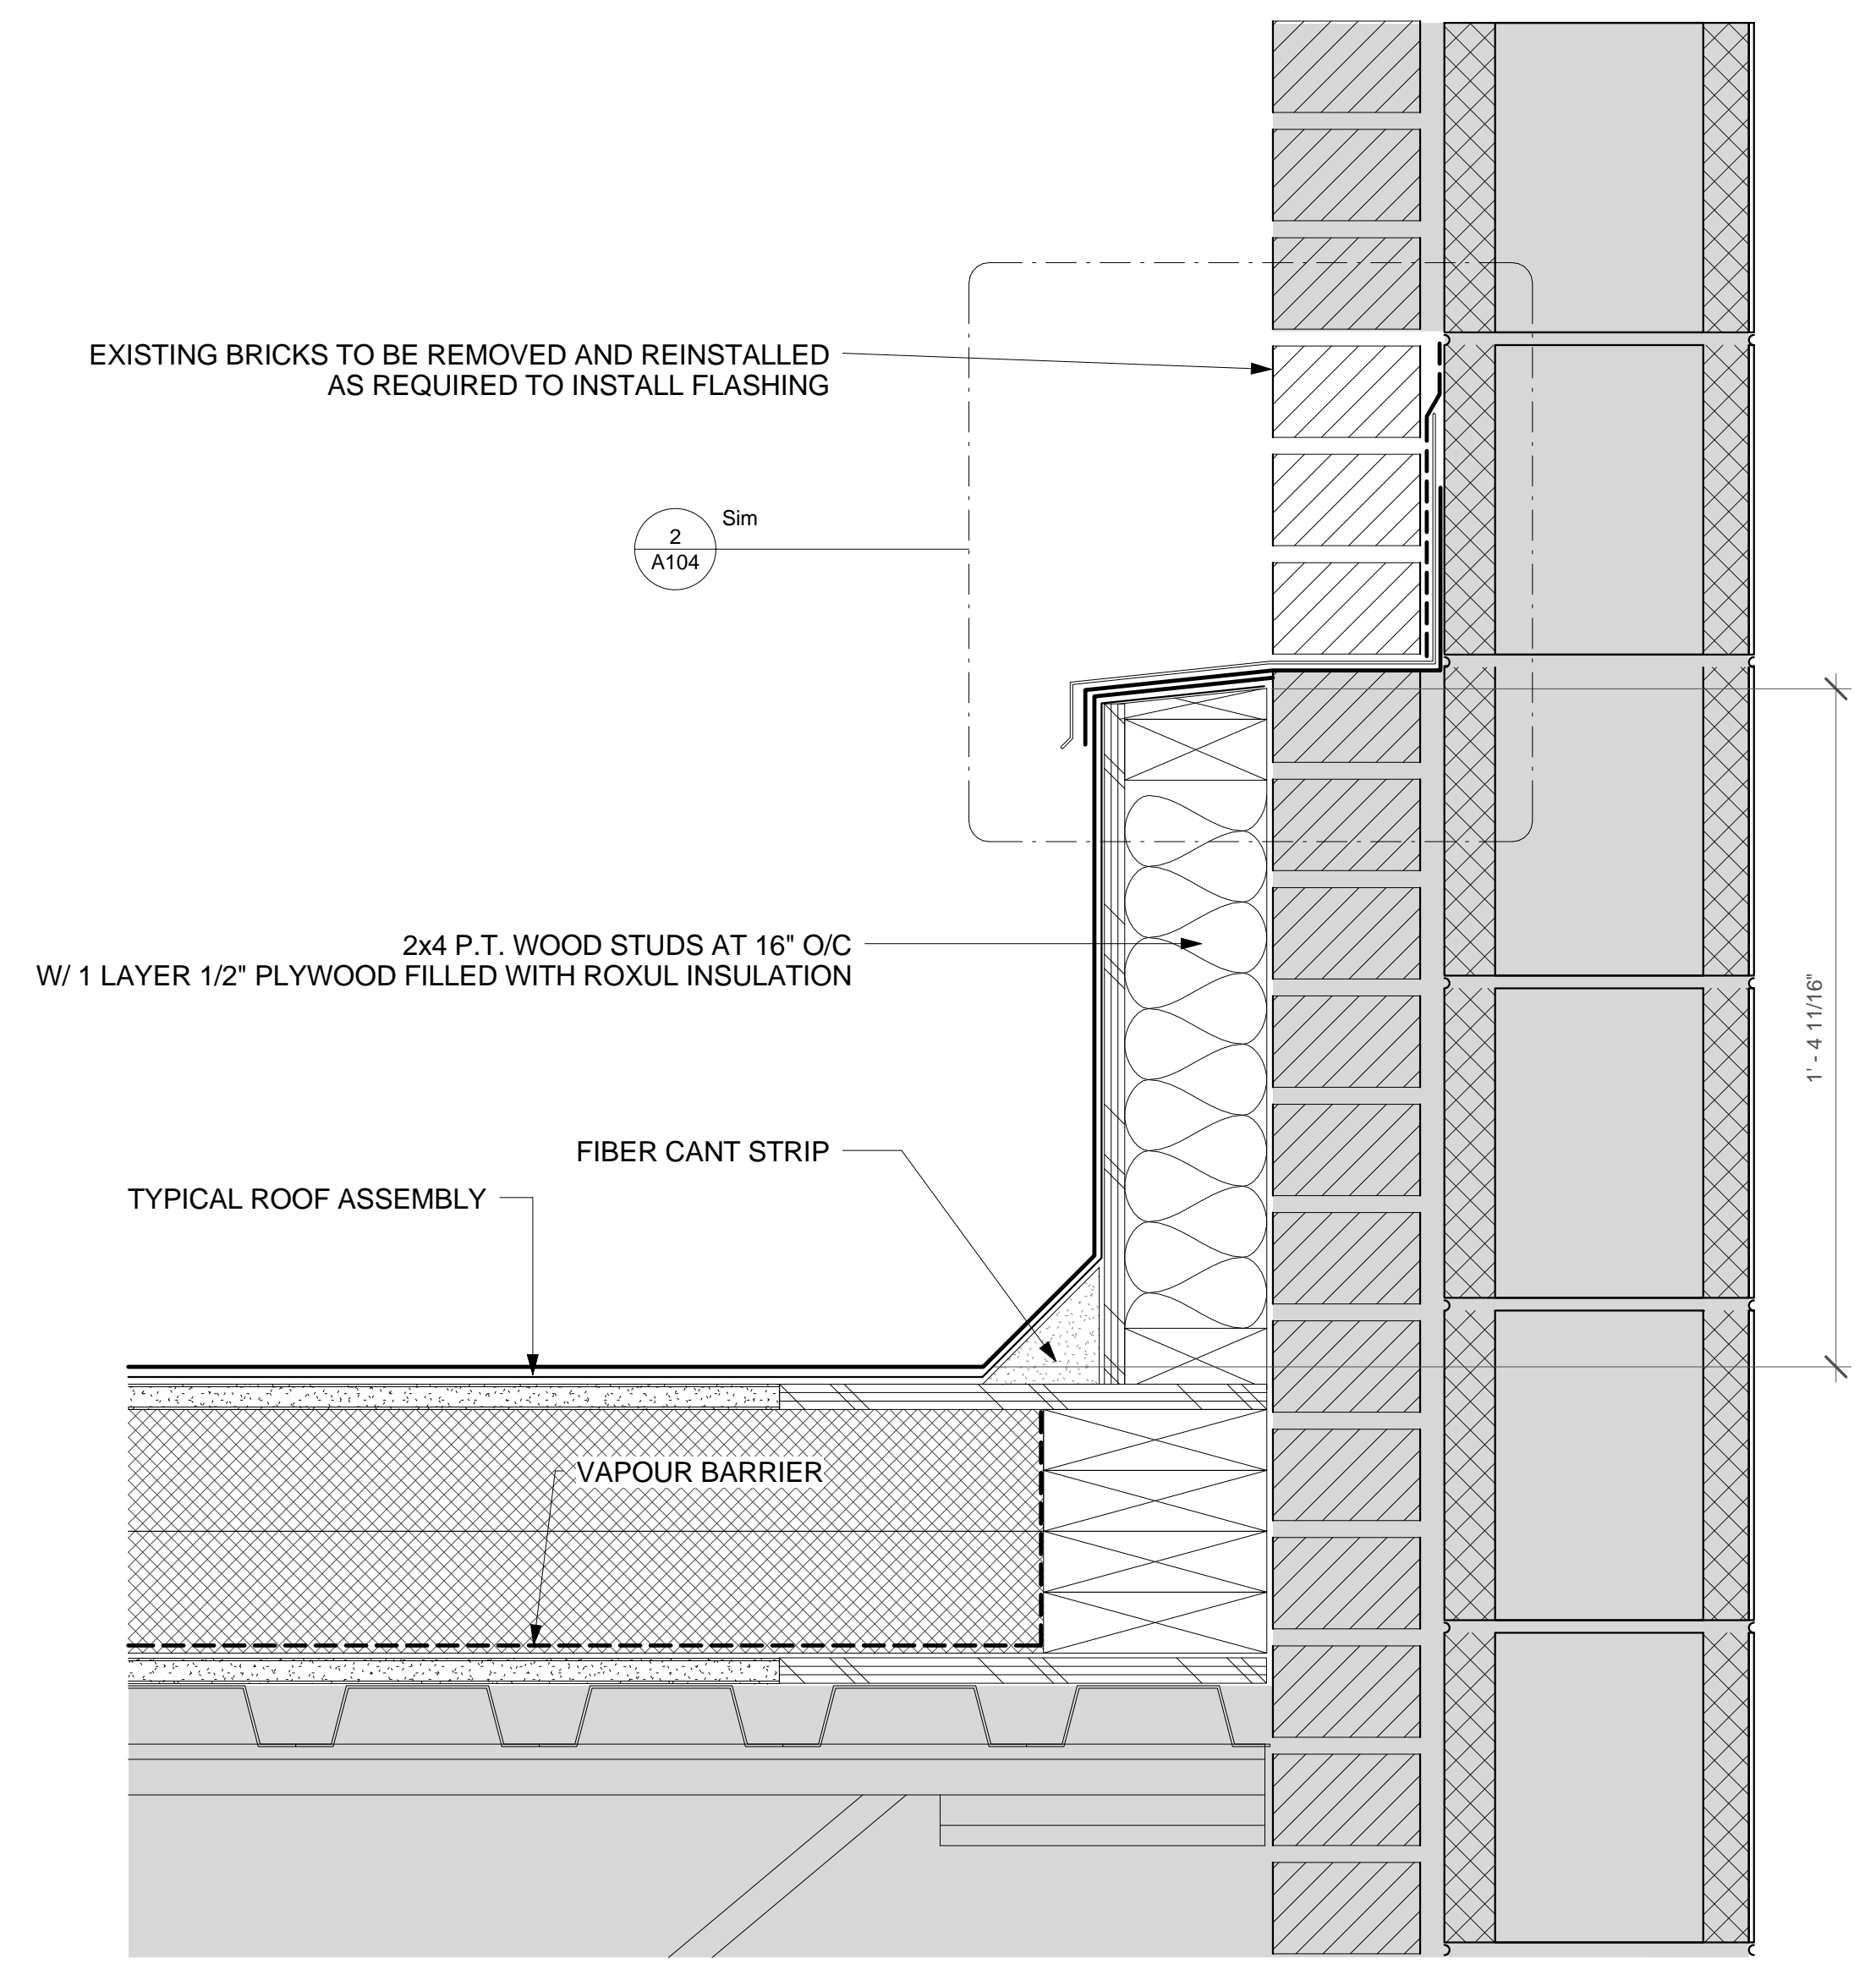 EXISTING BRICKS TO BE REMOVED AND REINSTALLED
AS REQUIRED TO INSTALL FLASHING
Sim
2
A104
2x4 P.T. WOOD STUDS AT 16" O/C
W/ 1 LAYER 1/2" PLYWOOD FILLED WITH ROXUL INSULATION
1' - 4 11/16"
FIBER CANT STRIP
TYPICAL ROOF ASSEMBLY
VAPOUR BARRIER